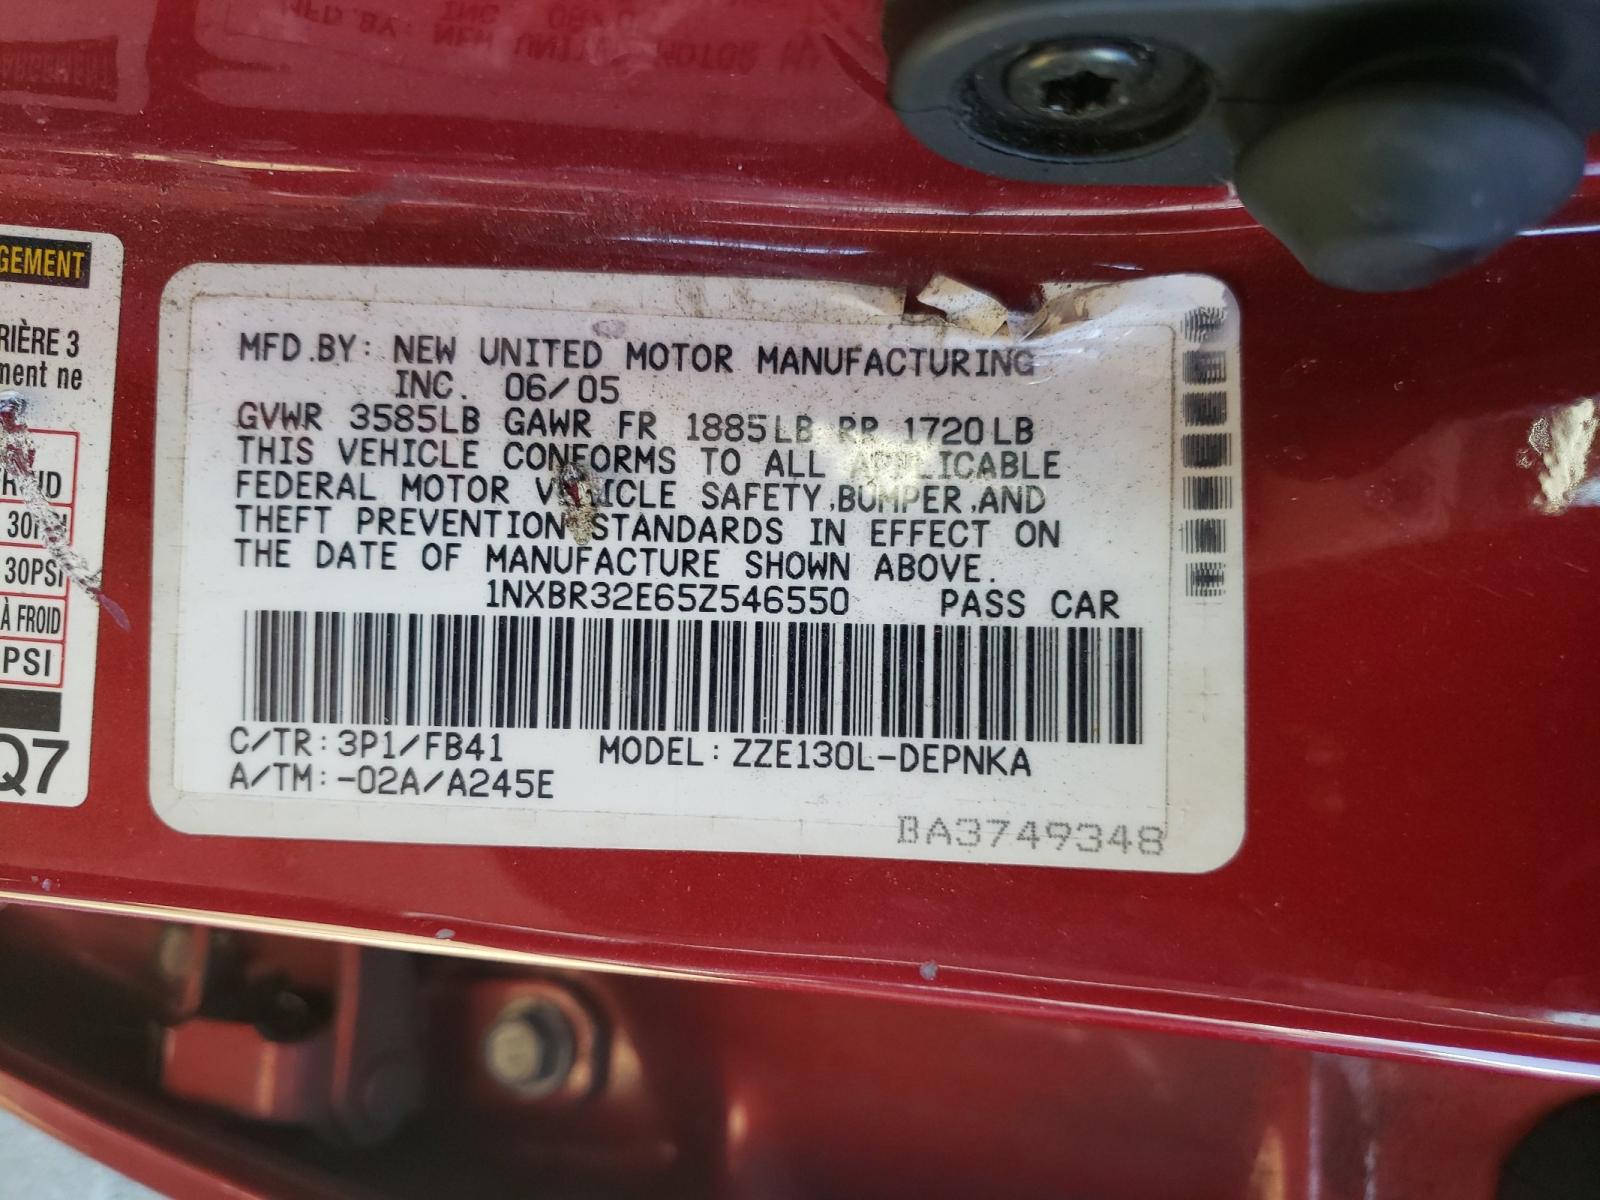 GEMENT
RIÈRE 3
ment ne
30PSI
À FROID
PSI
Q7
MFD.BY: NEW UNITED MOTOR MANUFACTURING
INC. 06/05
GVWR 3585LB GAWR FR 1885LB RR 1720LB
THIS VEHICLE CONFORMS TO ALL APPLICABLE
FEDERAL MOTOR VEHICLE SAFETY,BUMPER,AND
THEFT PREVENTION STANDARDS IN EFFECT ON
THE DATE OF MANUFACTURE SHOWN ABOVE.
1NXBR32E65Z546550 PASS CAR
C/TR:3P1/FB41 MODEL:ZZE130L-DEPNKA
A/TM:-02A/A245E
BA3749348